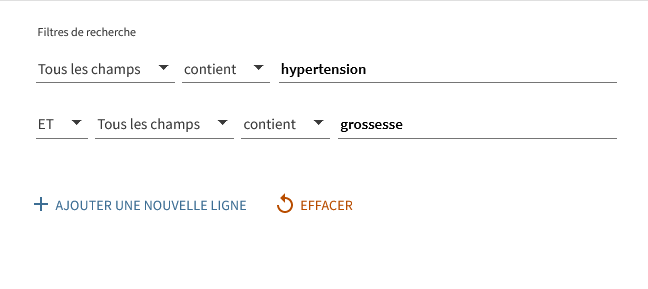 Filtres de recherche
Tous les champs contient hypertension
ET Tous les champs contient grossesse
AJOUTER UNE NOUVELLE LIGNE EFFACER